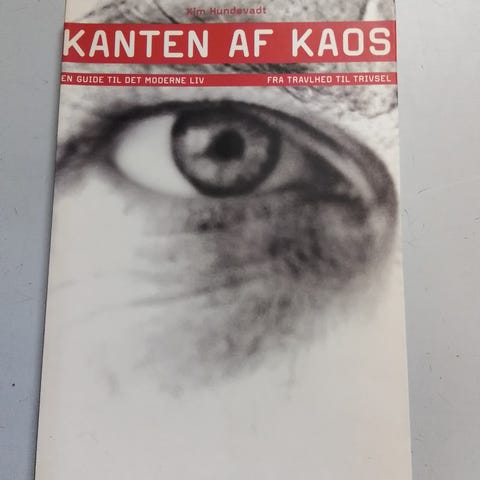 Kim Hundevadt
KANTEN AF KAOS
EN GUIDE TIL DET MODERNE LIV FRA TRAVLHED TIL TRIVSEL